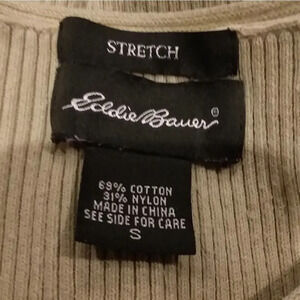 STRETCH
Eddie Bauer®
69% COTTON
31% NYLON
MADE IN CHINA
SEE SIDE FOR CARE
S